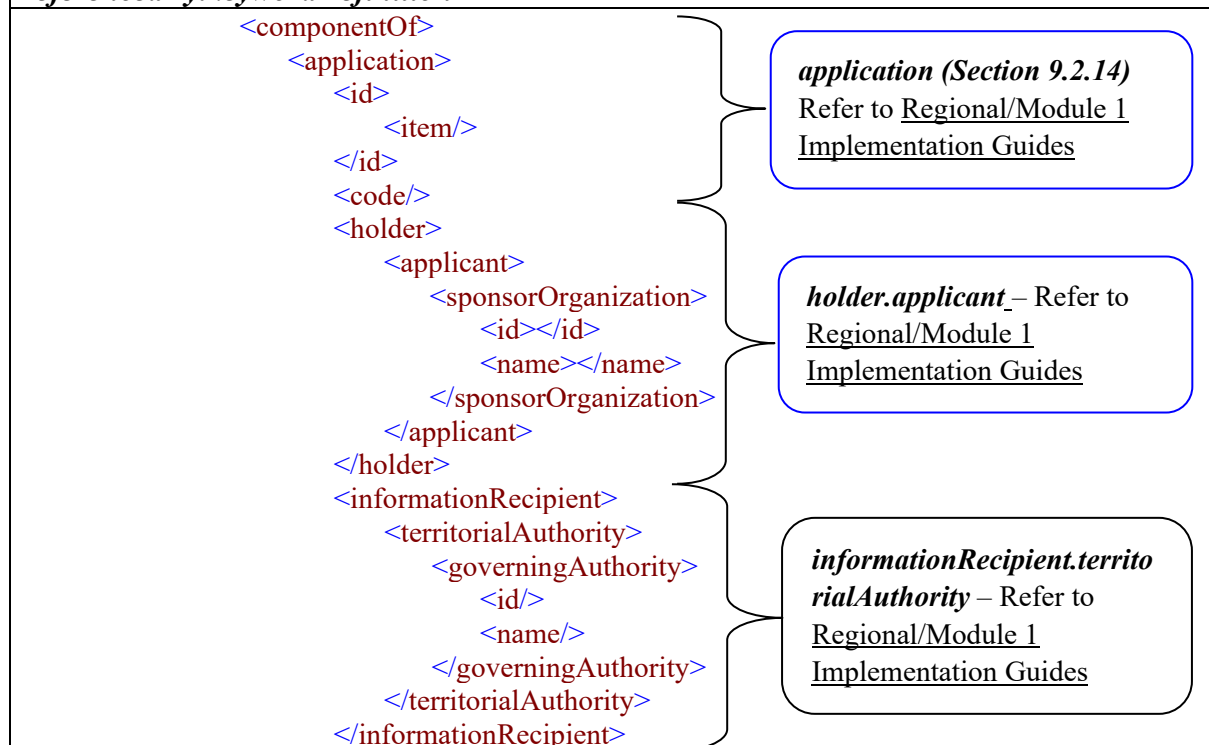 <componentOf>
<application>
<id>
<item/>
</id>
<code/>
<holder>
<applicant>
<sponsorOrganization>
<id></id>
<name></name>
</sponsorOrganization>
</applicant>
</holder>
<informationRecipient>
<territorialAuthority>
<governingAuthority>
<id/>
<name/>
</governingAuthority>
</territorialAuthority>
</informationRecipient>
application (Section 9.2.14)
Refer to Regional/Module 1
Implementation Guides
holder.applicant – Refer to
Regional/Module 1
Implementation Guides
informationRecipient.territo
rialAuthority – Refer to
Regional/Module 1
Implementation Guides